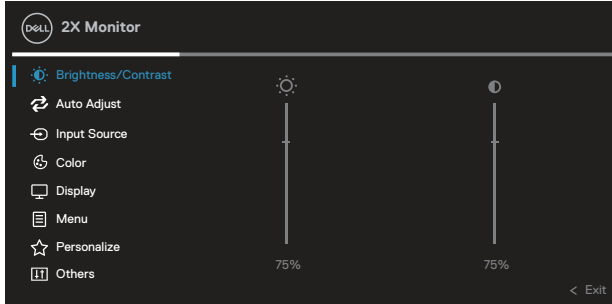 DELL 2X Monitor
Brightness/Contrast
Auto Adjust
Input Source
Color
Display
Menu
Personalize
Others
75% 75%
< Exit